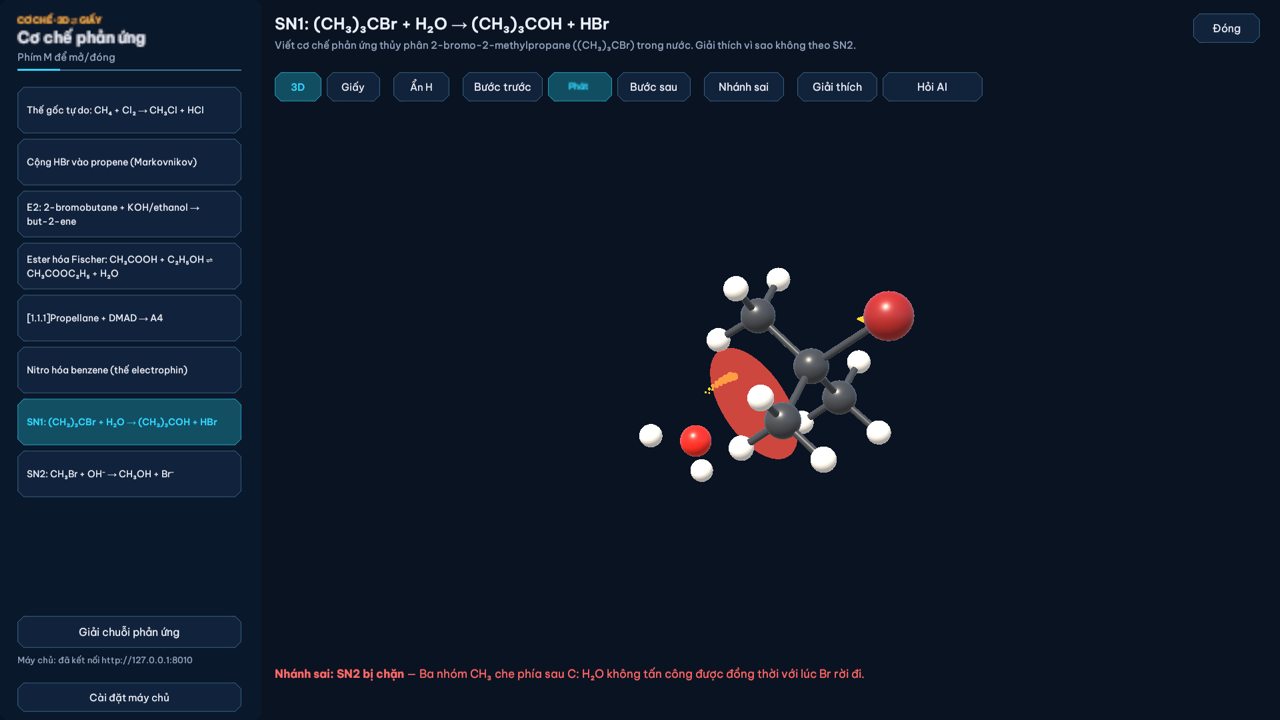 CƠ CHẾ · 3D ⇌ GIẤY
Cơ chế phản ứng
Phím M để mở/đóng
Thế gốc tự do: CH₄ + Cl₂ → CH₃Cl + HCl
Cộng HBr vào propene (Markovnikov)
E2: 2-bromobutane + KOH/ethanol →
but-2-ene
Ester hóa Fischer: CH₃COOH + C₂H₅OH ⇌
CH₃COOC₂H₅ + H₂O
[1.1.1]Propellane + DMAD → A4
Nitro hóa benzene (thế electrophin)
SN1: (CH₃)₃CBr + H₂O → (CH₃)₃COH + HBr
SN2: CH₃Br + OH⁻ → CH₃OH + Br⁻
Giải chuỗi phản ứng
Máy chủ: đã kết nối http://127.0.0.1:8010
Cài đặt máy chủ
SN1: (CH₃)₃CBr + H₂O → (CH₃)₃COH + HBr
Viết cơ chế phản ứng thủy phân 2-bromo-2-methylpropane ((CH₃)₃CBr) trong nước. Giải thích vì sao không theo SN2.
Đóng
3D Giấy Ẩn H Bước trước Phát Bước sau Nhánh sai Giải thích Hỏi AI
Nhánh sai: SN2 bị chặn — Ba nhóm CH₃ che phía sau C: H₂O không tấn công được đồng thời với lúc Br rời đi.